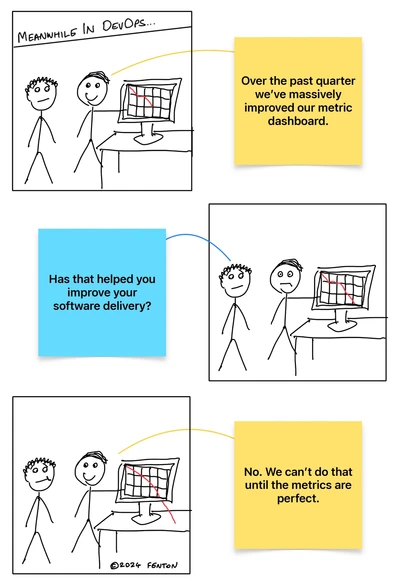 MEANWHILE IN DEVOPS...
Over the past quarter
we've massively
improved our metric
dashboard.
Has that helped you
improve your
software delivery?
No. We can't do that
until the metrics are
perfect.
©2024 FENTON